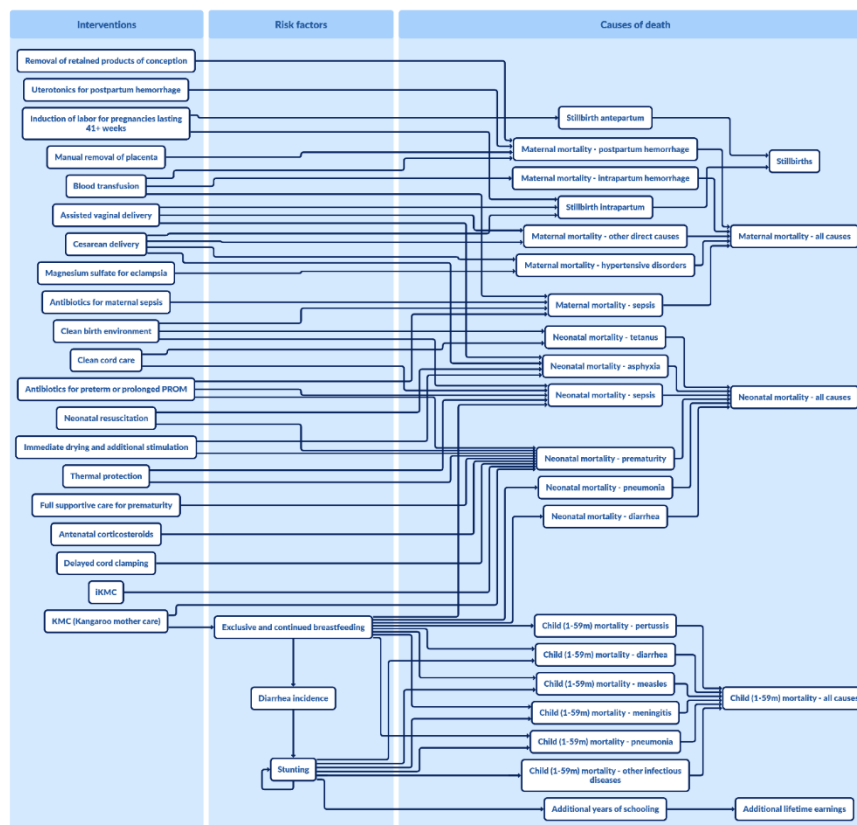 Interventions
Risk factors
Causes of death
Removal of retained products of conception
Uterotonics for postpartum hemorrhage
Induction of labor for pregnancies lasting
41+ weeks
Manual removal of placenta
Blood transfusion
Assisted vaginal delivery
Cesarean delivery
Magnesium sulfate for eclampsia
Antibiotics for maternal sepsis
Clean birth environment
Clean cord care
Antibiotics for preterm or prolonged PROM
Neonatal resuscitation
Immediate drying and additional stimulation
Thermal protection
Full supportive care for prematurity
Antenatal corticosteroids
Delayed cord clamping
iKMC
KMC (Kangaroo mother care)
Exclusive and continued breastfeeding
Diarrhea incidence
Stunting
Stillbirth antepartum
Maternal mortality - postpartum hemorrhage
Maternal mortality - intrapartum hemorrhage
Stillbirth intrapartum
Maternal mortality - other direct causes
Maternal mortality - hypertensive disorders
Maternal mortality - sepsis
Neonatal mortality - tetanus
Neonatal mortality - asphyxia
Neonatal mortality - sepsis
Neonatal mortality - prematurity
Neonatal mortality - pneumonia
Neonatal mortality - diarrhea
Child (1-59m) mortality - pertussis
Child (1-59m) mortality - diarrhea
Child (1-59m) mortality - measles
Child (1-59m) mortality - meningitis
Child (1-59m) mortality - pneumonia
Child (1-59m) mortality - other infectious
diseases
Additional years of schooling
Stillbirths
Maternal mortality - all causes
Neonatal mortality - all causes
Child (1-59m) mortality - all causes
Additional lifetime earnings